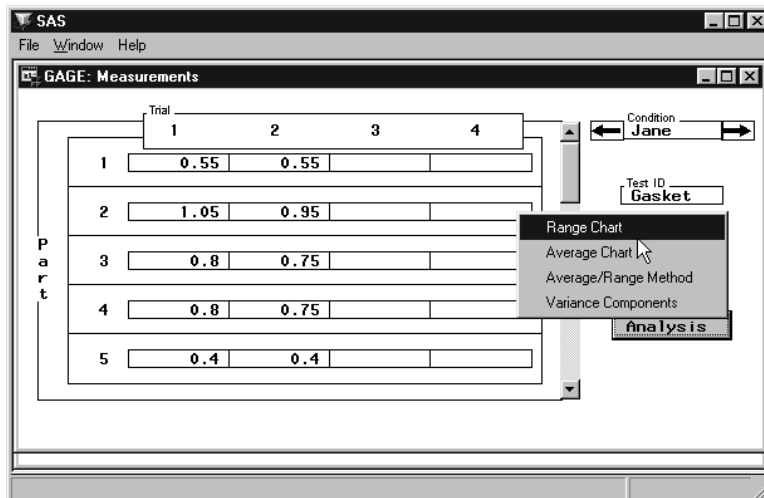 SAS
File Window Help
GAGE: Measurements
Trial
1 2 3 4
Condition
Jane
1 0.55 0.55
Test ID
Gasket
2 1.05 0.95
Range Chart
Part
3 0.8 0.75
Average Chart
Average/Range Method
4 0.8 0.75
Variance Components
Analysis
5 0.4 0.4